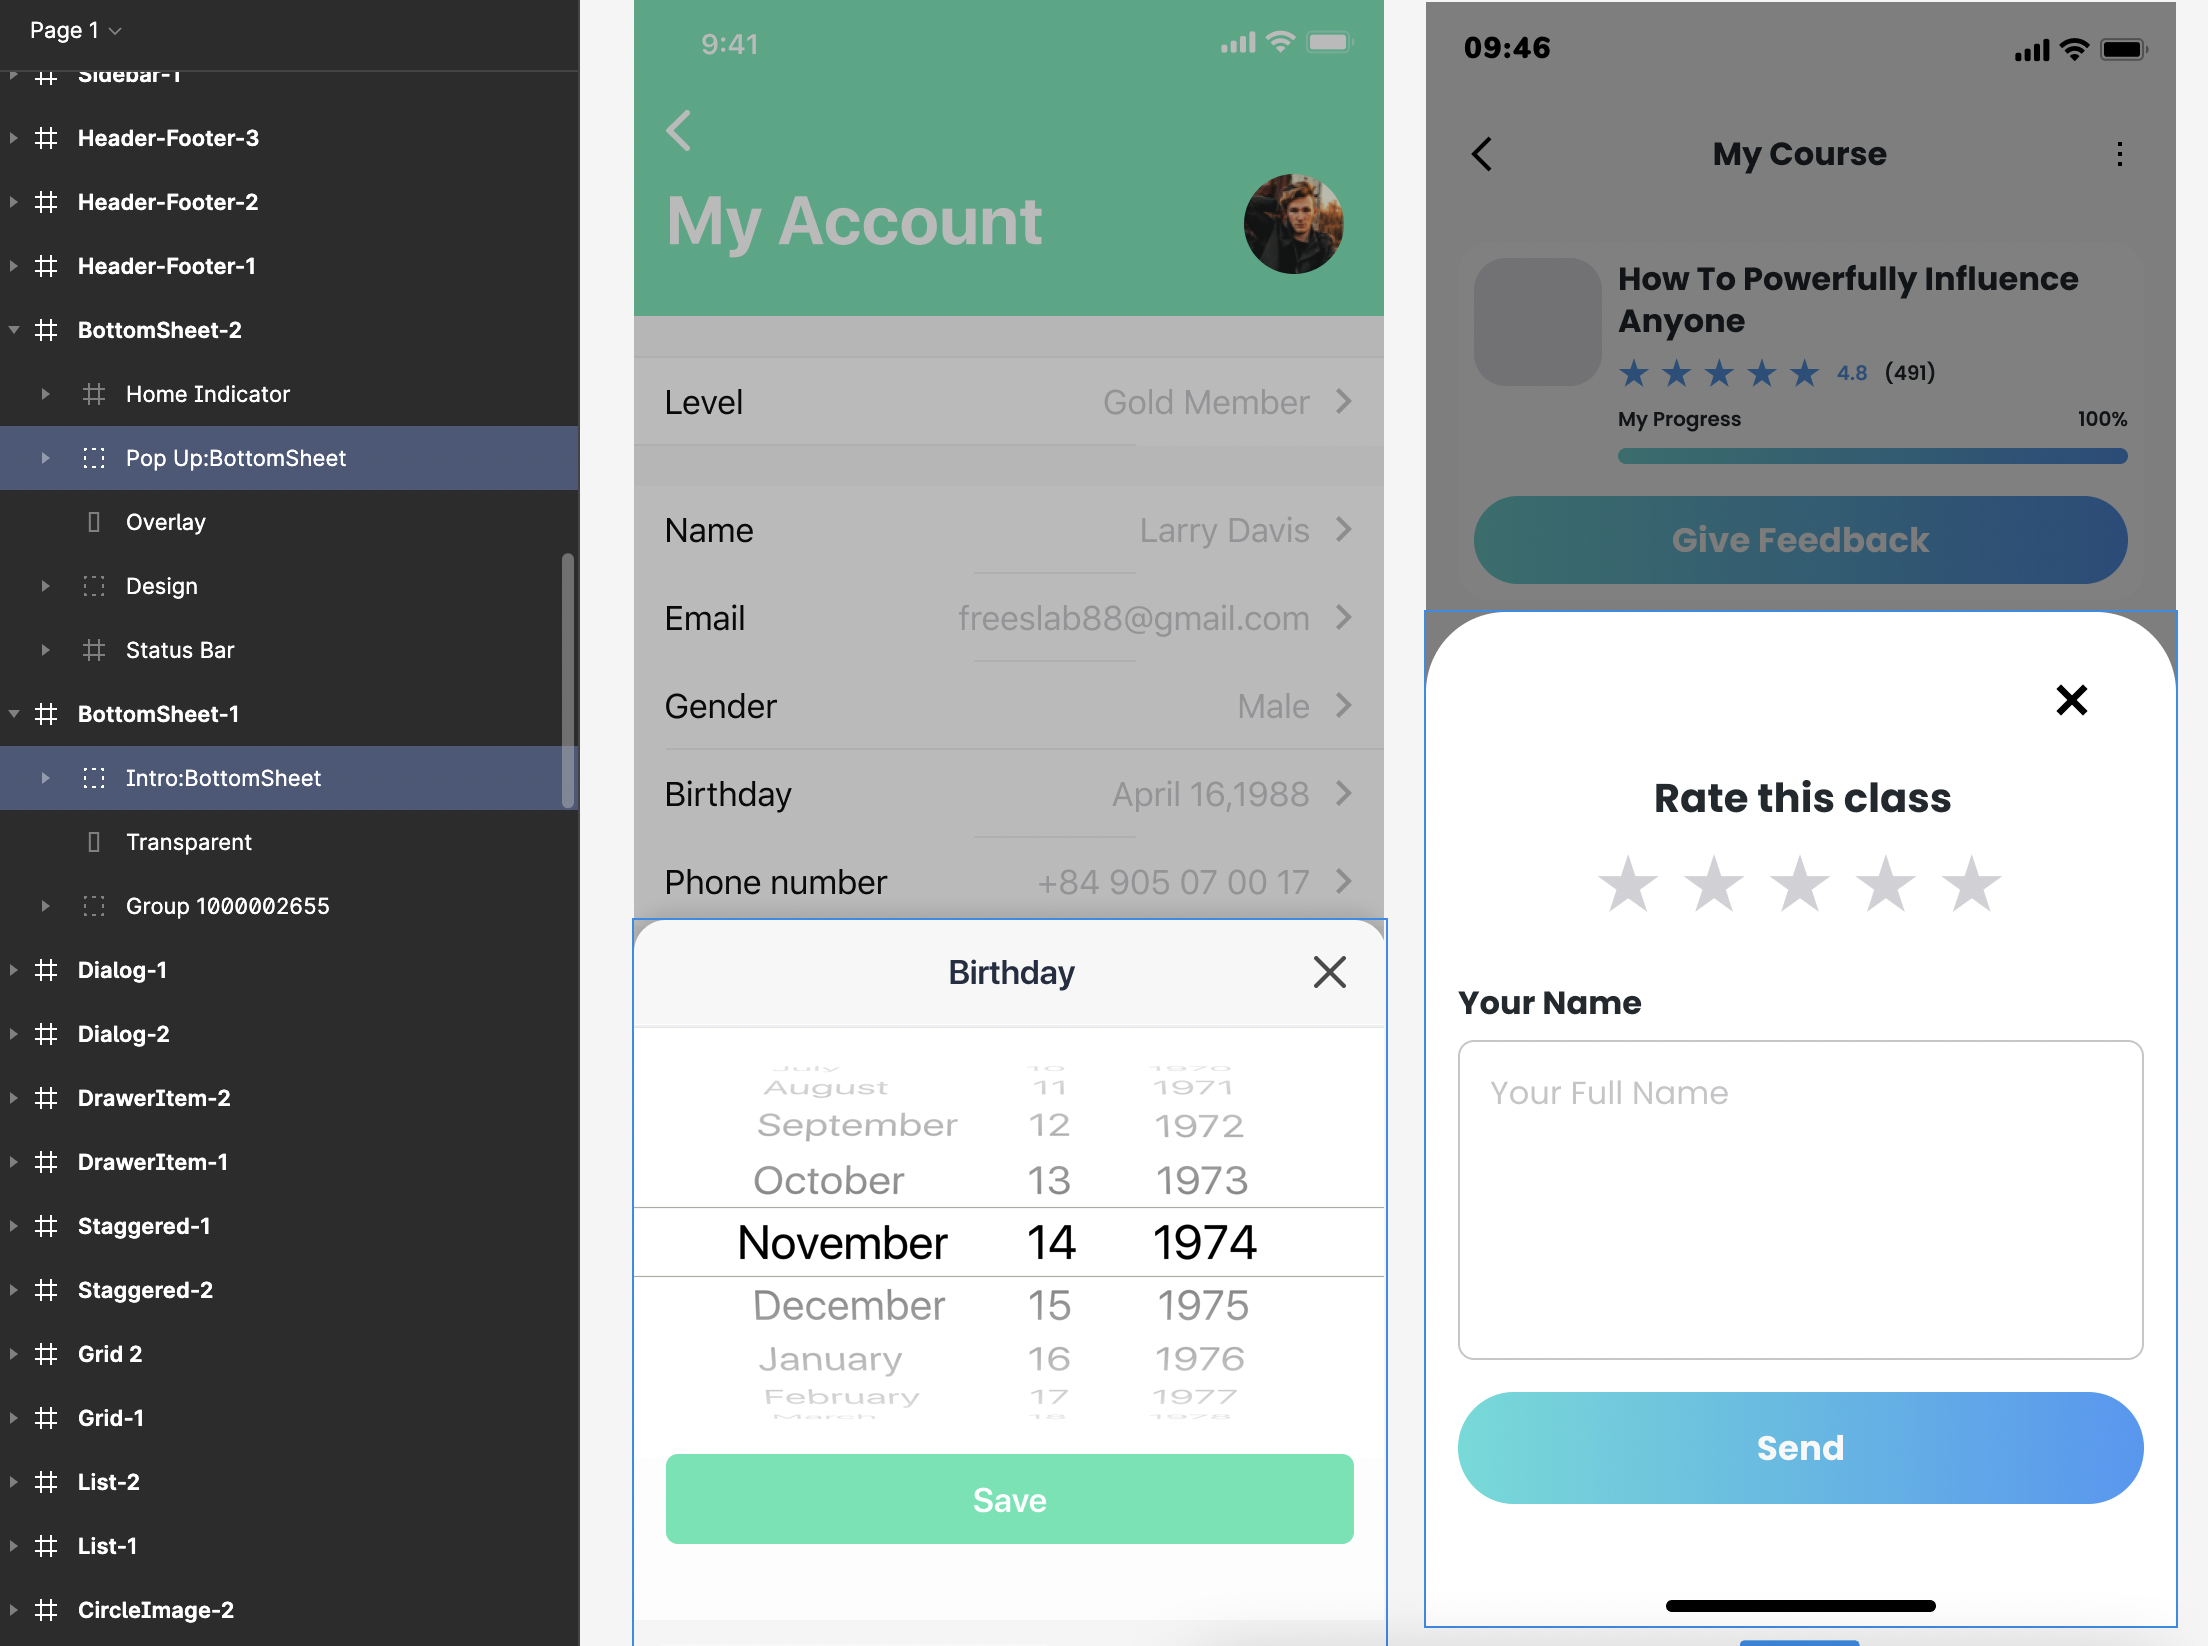 Page 1
Sidebar-1
Header-Footer-3
Header-Footer-2
Header-Footer-1
BottomSheet-2
Home Indicator
Pop Up:BottomSheet
Overlay
Design
Status Bar
BottomSheet-1
Intro:BottomSheet
Transparent
Group 1000002655
Dialog-1
Dialog-2
DrawerItem-2
DrawerItem-1
Staggered-1
Staggered-2
Grid 2
Grid-1
List-2
List-1
CircleImage-2
9:41
My Account
Level Gold Member
Name Larry Davis
Email freeslab88@gmail.com
Gender Male
Birthday April 16,1988
Phone number +84 905 07 00 17
Birthday
July 10 1970
August 11 1971
September 12 1972
October 13 1973
November 14 1974
December 15 1975
January 16 1976
February 17 1977
March 18 1978
Save
09:46
My Course
How To Powerfully Influence
Anyone
4.8 (491)
My Progress 100%
Give Feedback
Rate this class
Your Name
Your Full Name
Send